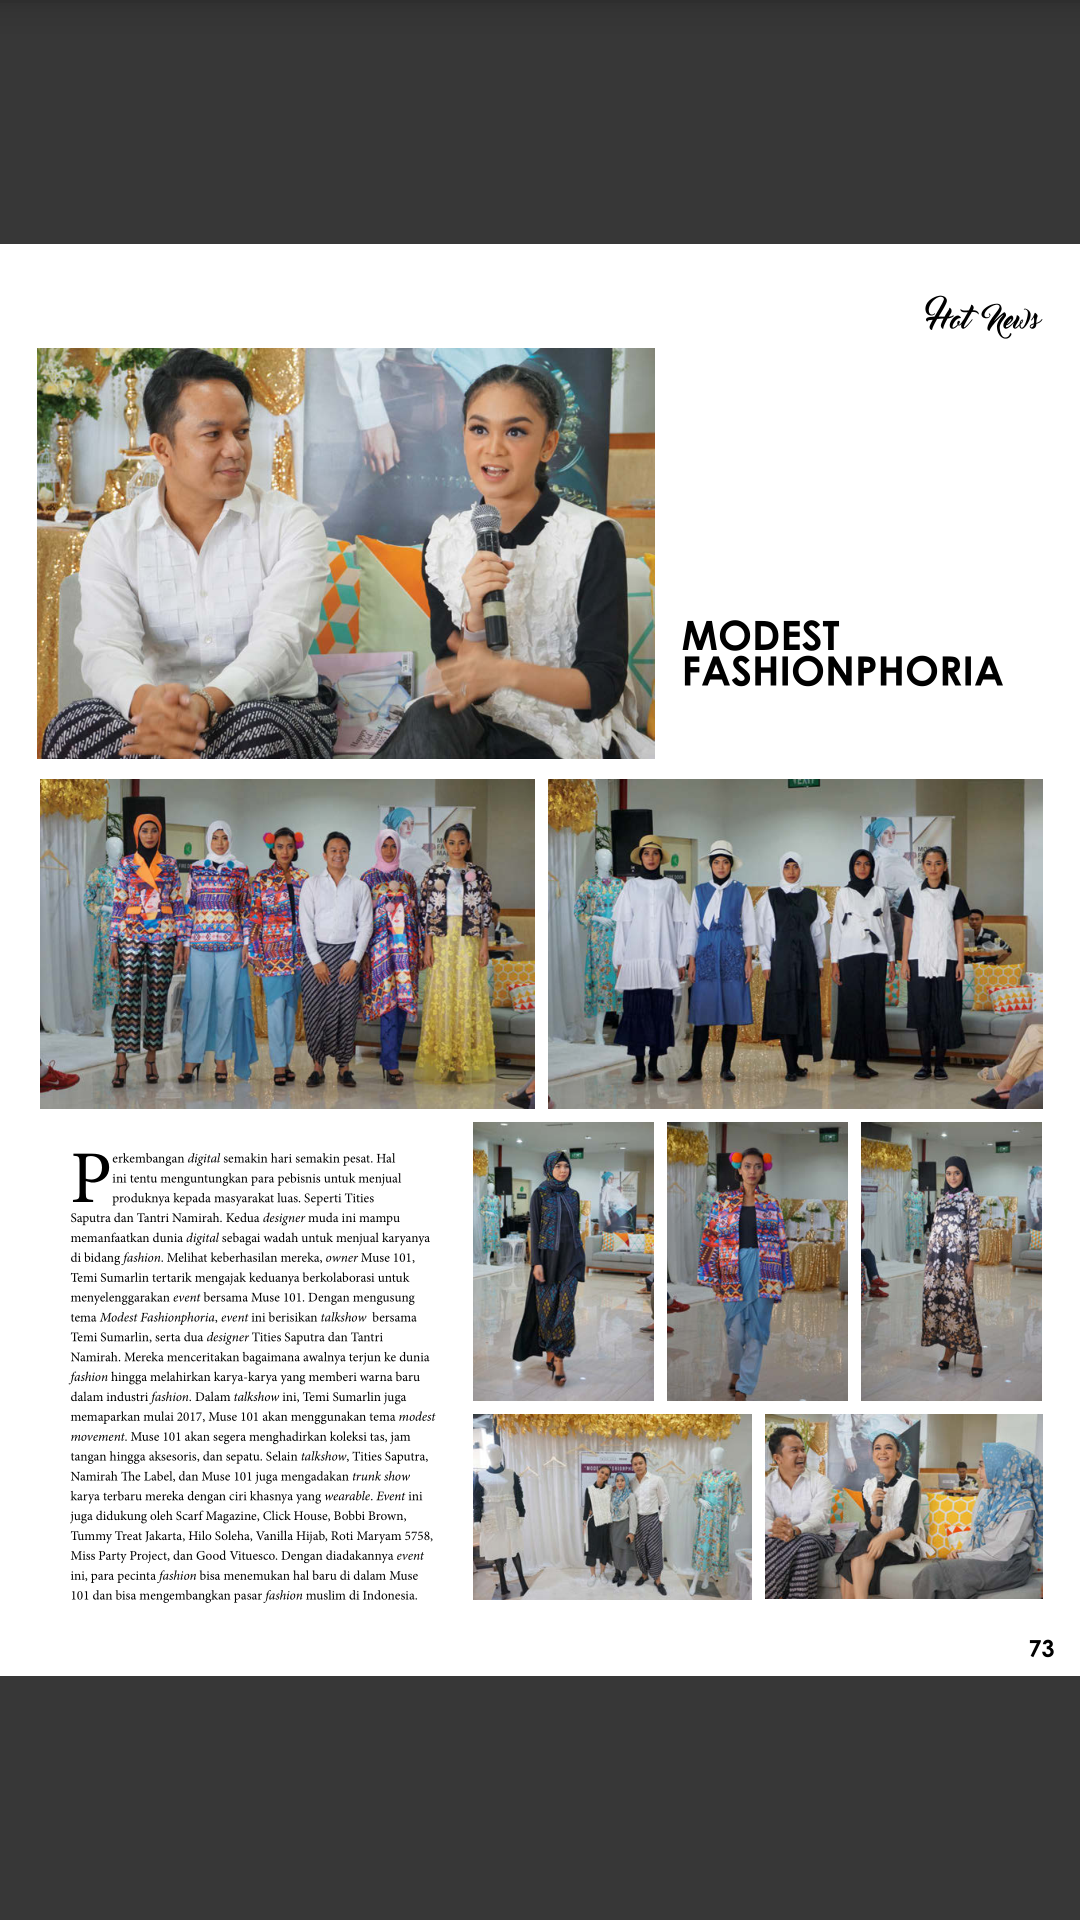 Hot News
MODEST
FASHIONPHORIA
Perkembangan digital semakin hari semakin pesat. Hal
ini tentu menguntungkan para pebisnis untuk menjual
produknya kepada masyarakat luas. Seperti Tities
Saputra dan Tantri Namirah. Kedua designer muda ini mampu
memanfaatkan dunia digital sebagai wadah untuk menjual karyanya
di bidang fashion. Melihat keberhasilan mereka, owner Muse 101,
Temi Sumarlin tertarik mengajak keduanya berkolaborasi untuk
menyelenggarakan event bersama Muse 101. Dengan mengusung
tema Modest Fashionphoria, event ini berisikan talkshow  bersama
Temi Sumarlin, serta dua designer Tities Saputra dan Tantri
Namirah. Mereka menceritakan bagaimana awalnya terjun ke dunia
fashion hingga melahirkan karya-karya yang memberi warna baru
dalam industri fashion. Dalam talkshow ini, Temi Sumarlin juga
memaparkan mulai 2017, Muse 101 akan menggunakan tema modest
movement. Muse 101 akan segera menghadirkan koleksi tas, jam
tangan hingga aksesoris, dan sepatu. Selain talkshow, Tities Saputra,
Namirah The Label, dan Muse 101 juga mengadakan trunk show
karya terbaru mereka dengan ciri khasnya yang wearable. Event ini
juga didukung oleh Scarf Magazine, Click House, Bobbi Brown,
Tummy Treat Jakarta, Hilo Soleha, Vanilla Hijab, Roti Maryam 5758,
Miss Party Project, dan Good Vituesco. Dengan diadakannya event
ini, para pecinta fashion bisa menemukan hal baru di dalam Muse
101 dan bisa mengembangkan pasar fashion muslim di Indonesia.
73